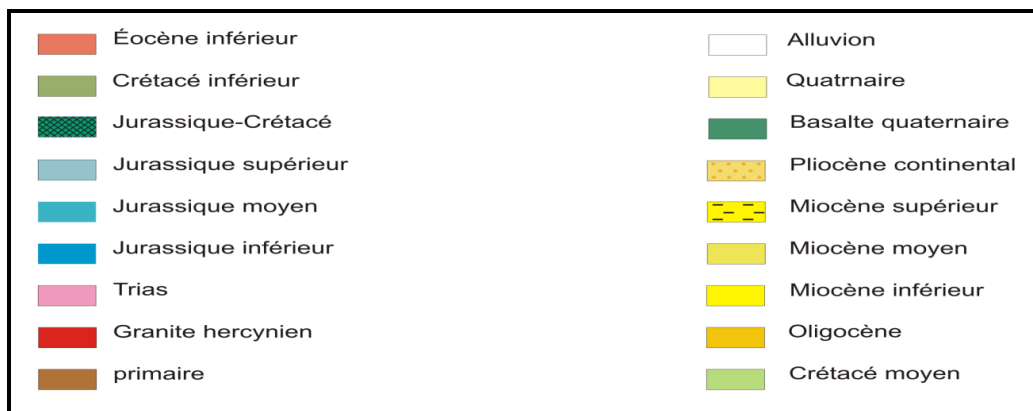 Éocène inférieur
Crétacé inférieur
Jurassique-Crétacé
Jurassique supérieur
Jurassique moyen
Jurassique inférieur
Trias
Granite hercynien
primaire
Alluvion
Quatrnaire
Basalte quaternaire
Pliocène continental
Miocène supérieur
Miocène moyen
Miocène inférieur
Oligocène
Crétacé moyen